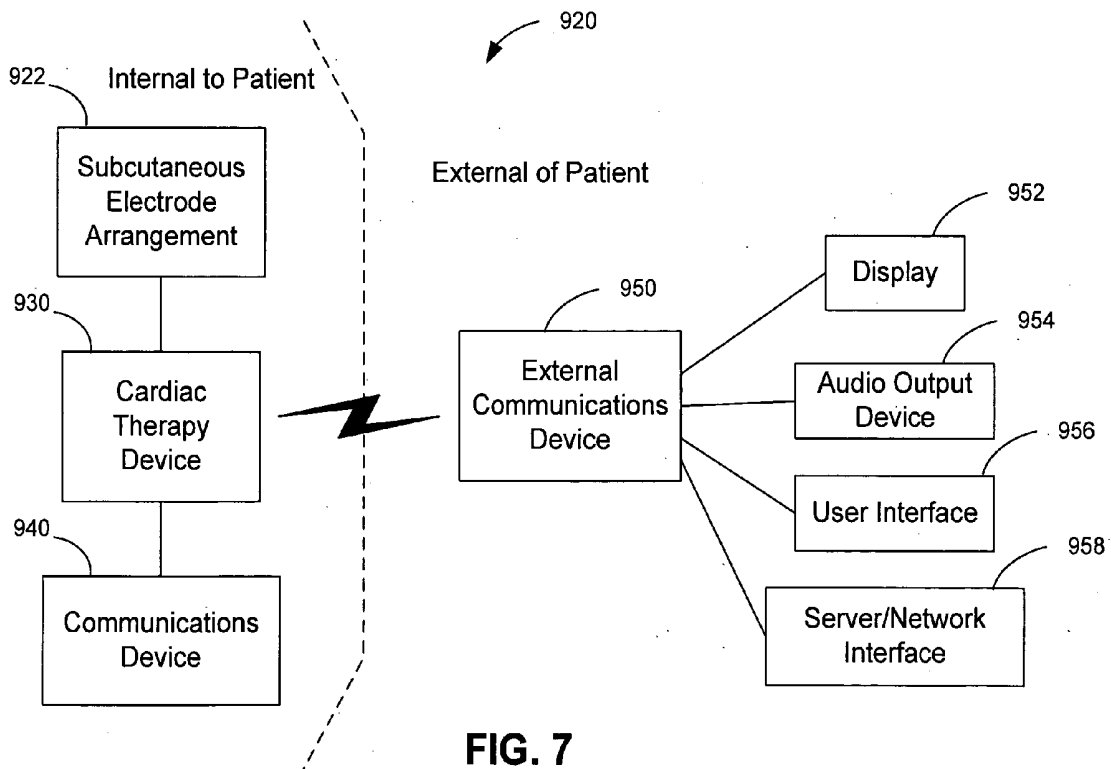 920
922
Internal to Patient
Subcutaneous
Electrode
Arrangement
External of Patient
930
Cardiac
Therapy
Device
940
Communications
Device
950
External
Communications
Device
952
Display
954
Audio Output
Device
956
User Interface
958
Server/Network
Interface
FIG. 7